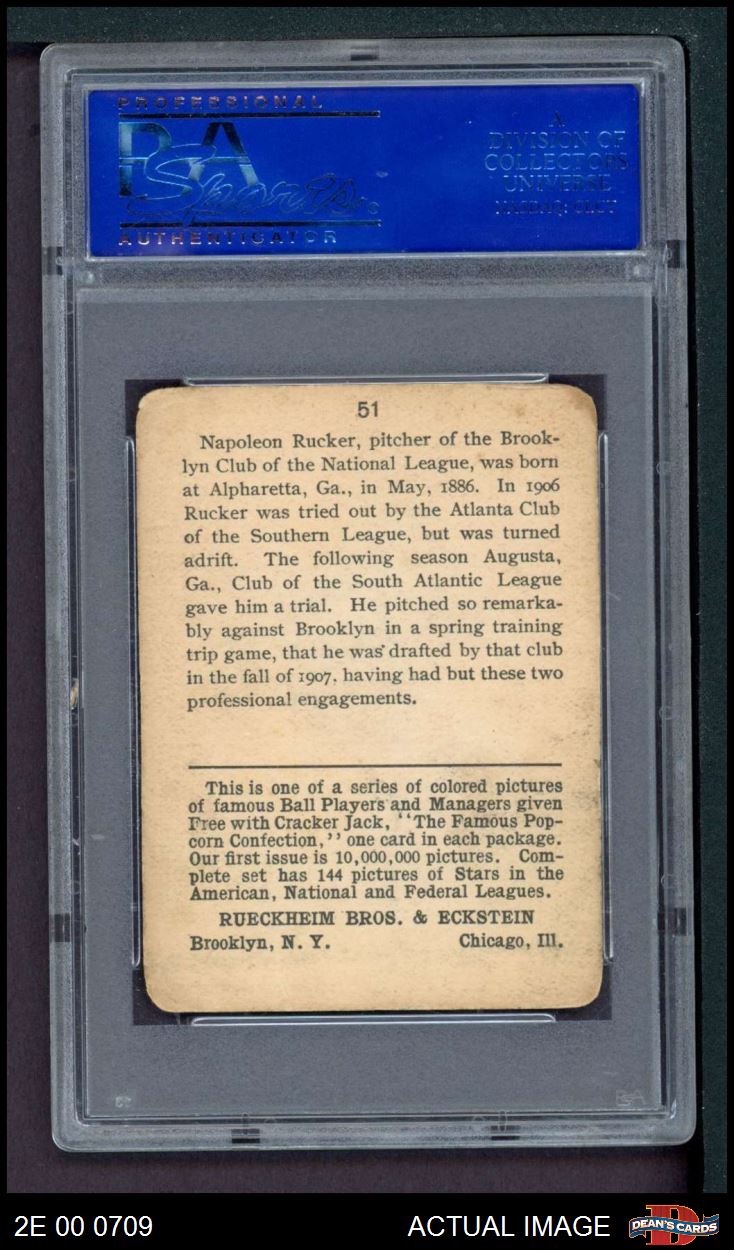 PROFESSIONAL
PSA
Sports
AUTHENTICATOR
A
DIVISION OF
COLLECTORS
UNIVERSE
NASDAQ: CLCT
51
Napoleon Rucker, pitcher of the Brook-
lyn Club of the National League, was born
at Alpharetta, Ga., in May, 1886. In 1906
Rucker was tried out by the Atlanta Club
of the Southern League, but was turned
adrift. The following season Augusta,
Ga., Club of the South Atlantic League
gave him a trial. He pitched so remarka-
bly against Brooklyn in a spring training
trip game, that he was drafted by that club
in the fall of 1907, having had but these two
professional engagements.
This is one of a series of colored pictures
of famous Ball Players and Managers given
Free with Cracker Jack, "The Famous Pop-
corn Confection," one card in each package.
Our first issue is 10,000,000 pictures. Com-
plete set has 144 pictures of Stars in the
American, National and Federal Leagues.
RUECKHEIM BROS. & ECKSTEIN
Brooklyn, N. Y. Chicago, Ill.
2E 00 0709 ACTUAL IMAGE DEAN'S CARDS